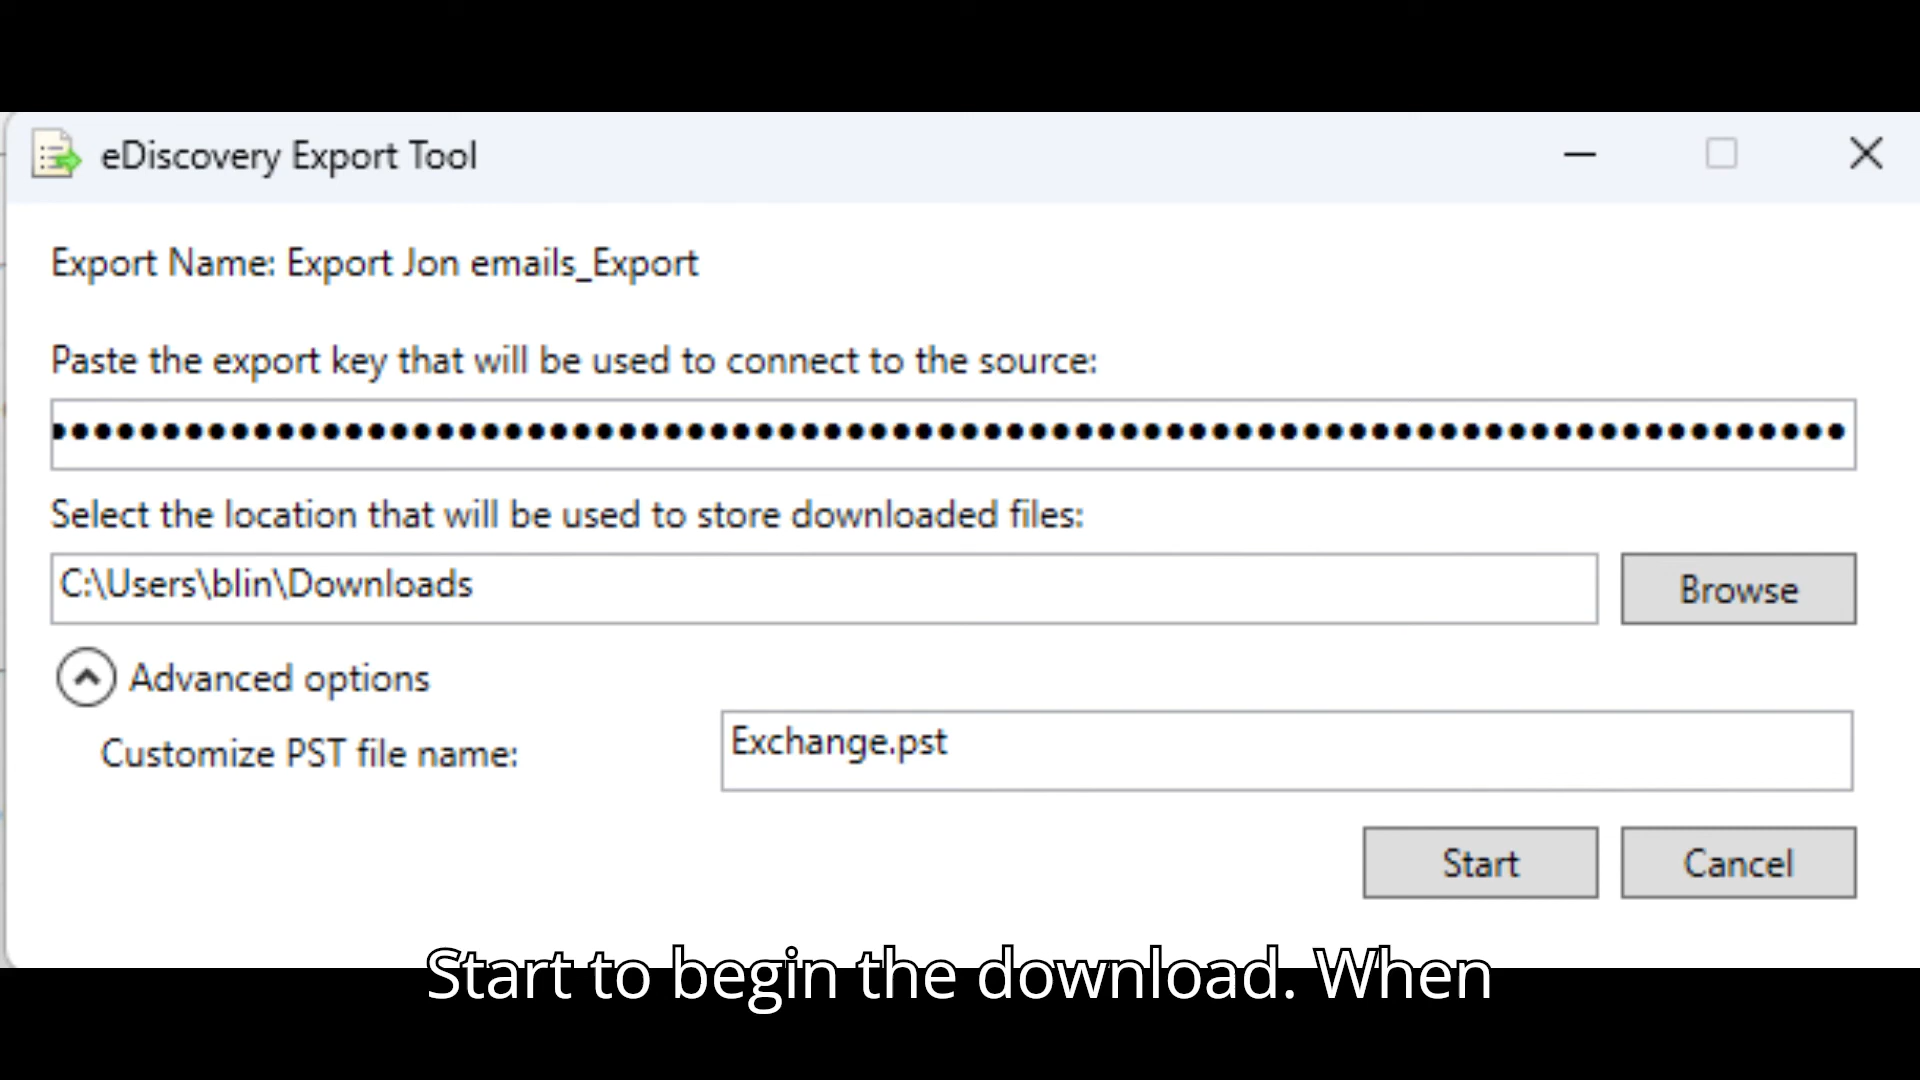 eDiscovery Export Tool
Export Name: Export Jon emails_Export
Paste the export key that will be used to connect to the source:
Select the location that will be used to store downloaded files:
C:\Users\blin\Downloads
Browse
Advanced options
Customize PST file name:
Exchange.pst
Start
Cancel
Start to begin the download. When